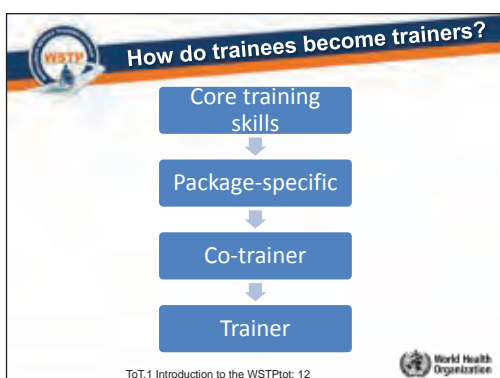 WSTP
How do trainees become trainers?
Core training
skills
Package-specific
Co-trainer
Trainer
ToT.1 Introduction to the WSTPtot: 12
World Health
Organization